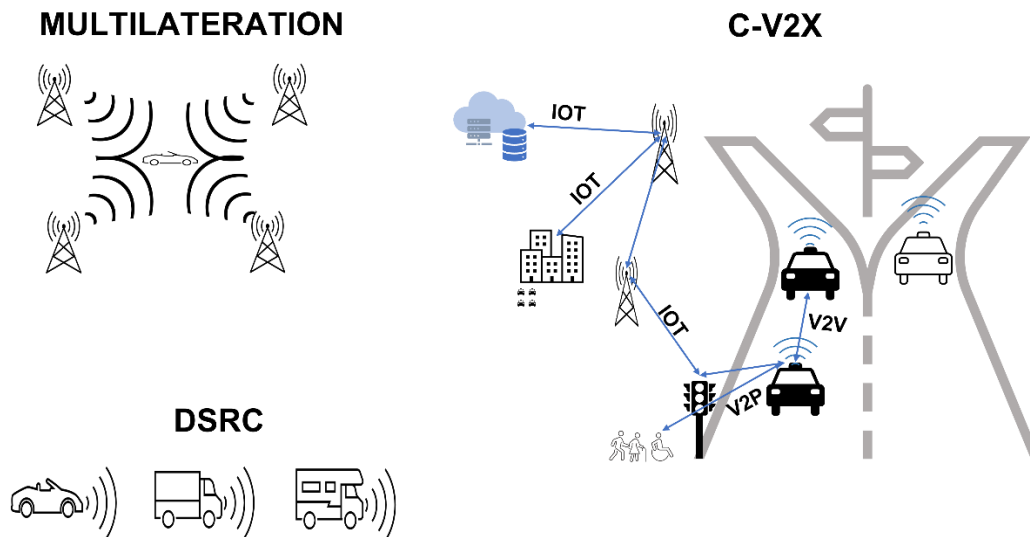 MULTILATERATION
C-V2X
IOT
IOT
IOT
V2V
V2P
DSRC